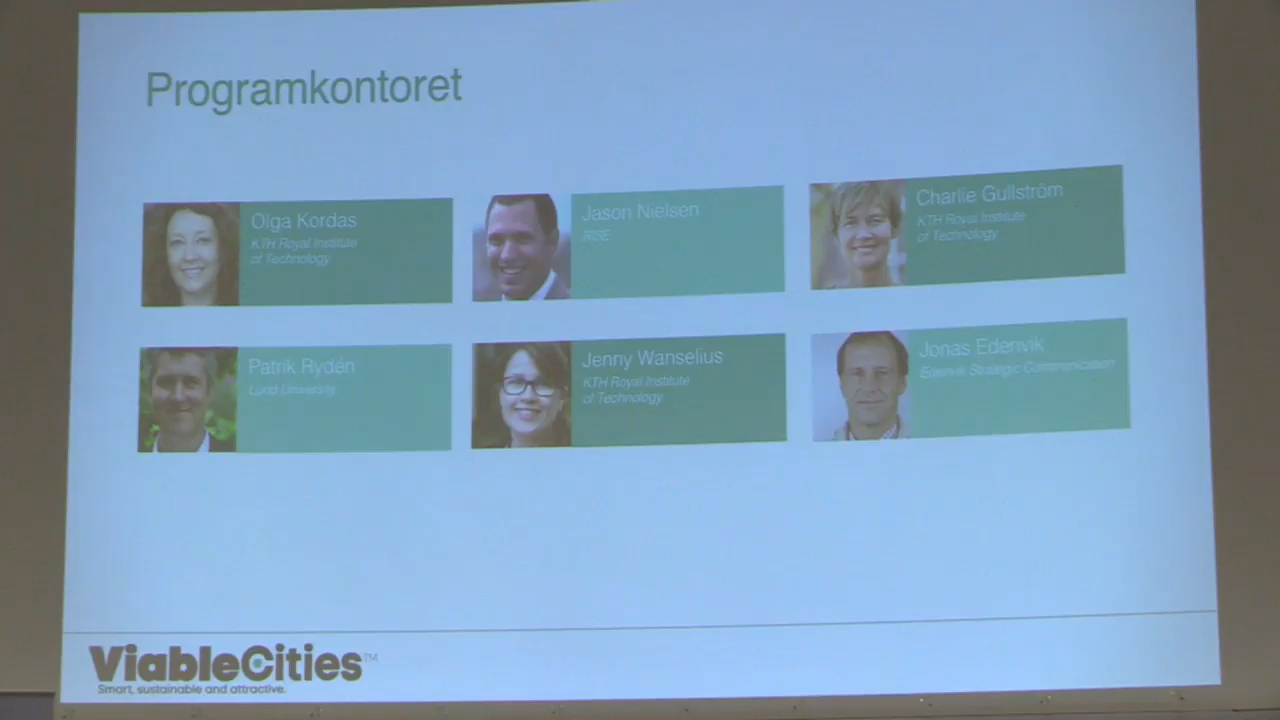 Programkontoret
Olga Kordas
KTH Royal Institute
of Technology
Jason Nielsen
RISE
Charlie Gullström
KTH Royal Institute
of Technology
Patrik Rydén
Lund University
Jenny Wanselius
KTH Royal Institute
of Technology
Jonas Edenvik
Edenvik Strategic Communication
ViableCities™
Smart, sustainable and attractive.